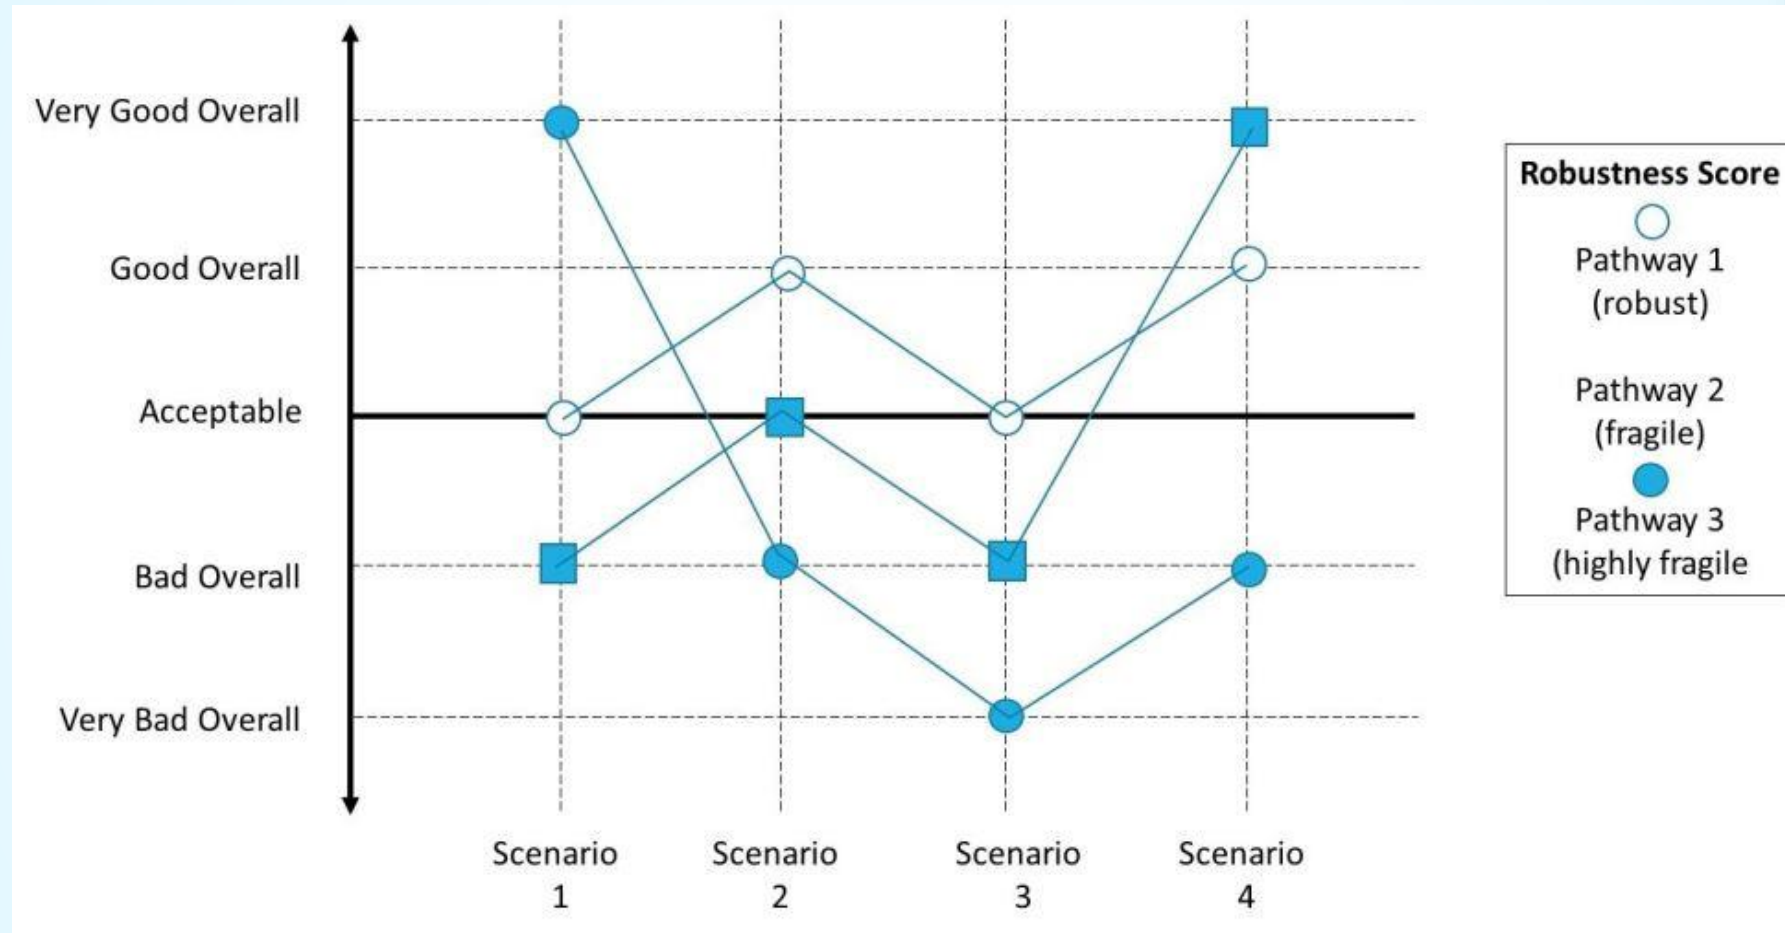 Very Good Overall
Good Overall
Acceptable
Bad Overall
Very Bad Overall
Scenario
1
Scenario
2
Scenario
3
Scenario
4
Robustness Score
Pathway 1
(robust)
Pathway 2
(fragile)
Pathway 3
(highly fragile